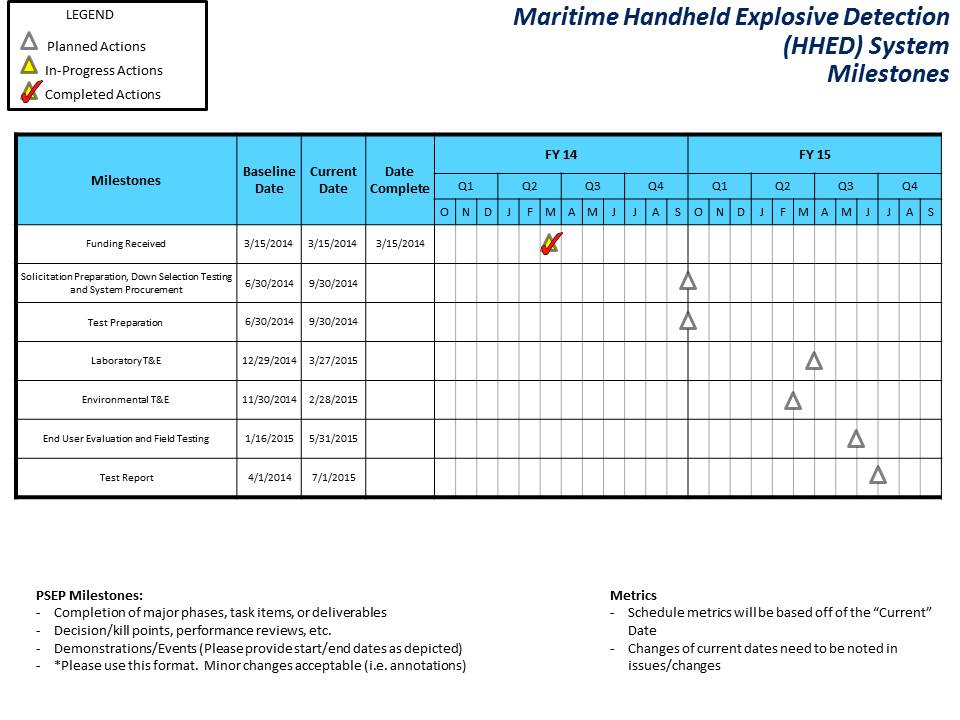 LEGEND
Planned Actions
In-Progress Actions
Completed Actions
Maritime Handheld Explosive Detection
(HHED) System
Milestones
Milestones
Baseline
Date
Current
Date
Date
Complete
FY 14
FY 15
Q1 Q2 Q3 Q4 Q1 Q2 Q3 Q4
O N D J F M A M J J A S O N D J F M A M J J A S
Funding Received 3/15/2014 3/15/2014 3/15/2014
Solicitation Preparation, Down Selection Testing
and System Procurement
6/30/2014 9/30/2014
Test Preparation 6/30/2014 9/30/2014
Laboratory T&E 12/29/2014 3/27/2015
Environmental T&E 11/30/2014 2/28/2015
End User Evaluation and Field Testing 1/16/2015 5/31/2015
Test Report 4/1/2014 7/1/2015
PSEP Milestones:
- Completion of major phases, task items, or deliverables
- Decision/kill points, performance reviews, etc.
- Demonstrations/Events (Please provide start/end dates as depicted)
- *Please use this format. Minor changes acceptable (i.e. annotations)
Metrics
- Schedule metrics will be based off of the “Current”
Date
- Changes of current dates need to be noted in
issues/changes